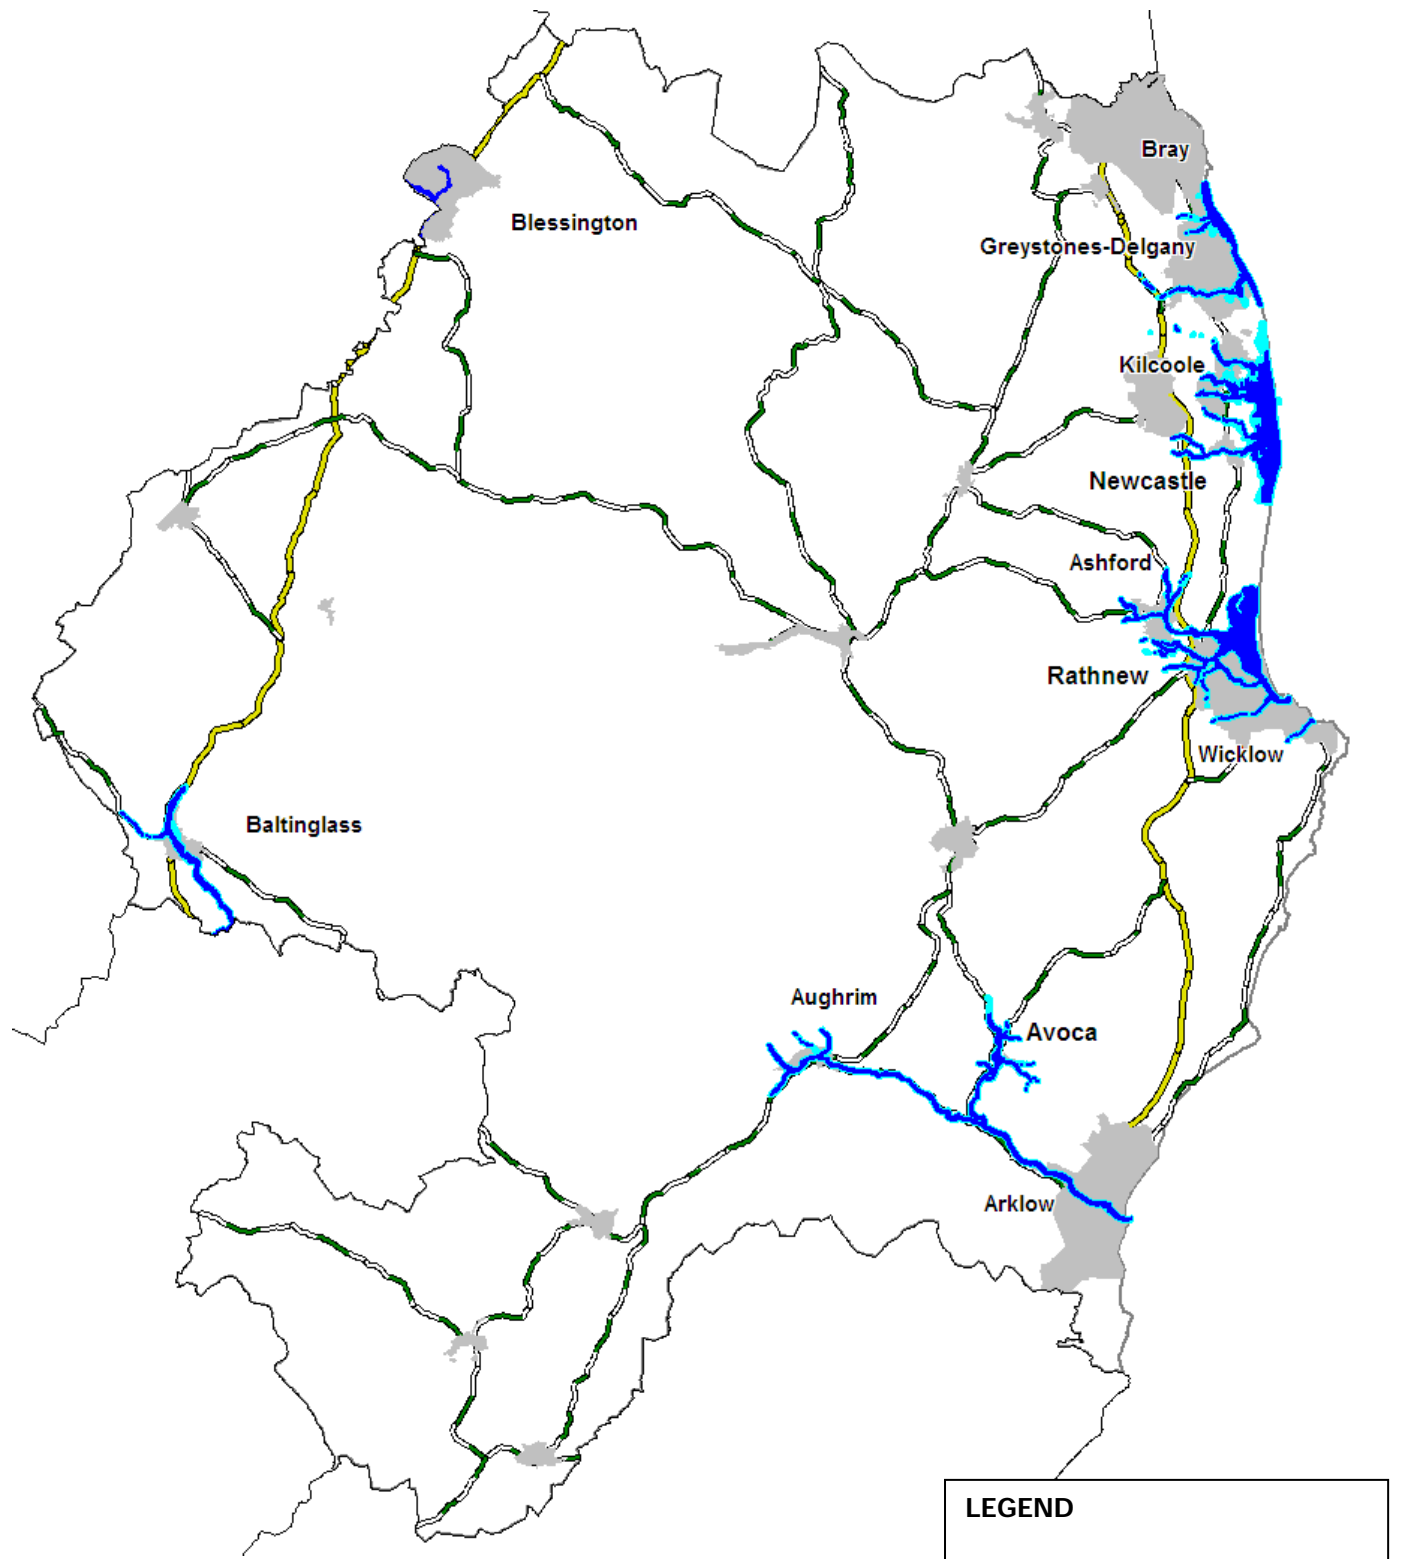 Bray
Blessington
Greystones-Delgany
Kilcoole
Newcastle
Ashford
Rathnew
Wicklow
Baltinglass
Aughrim
Avoca
Arklow
LEGEND